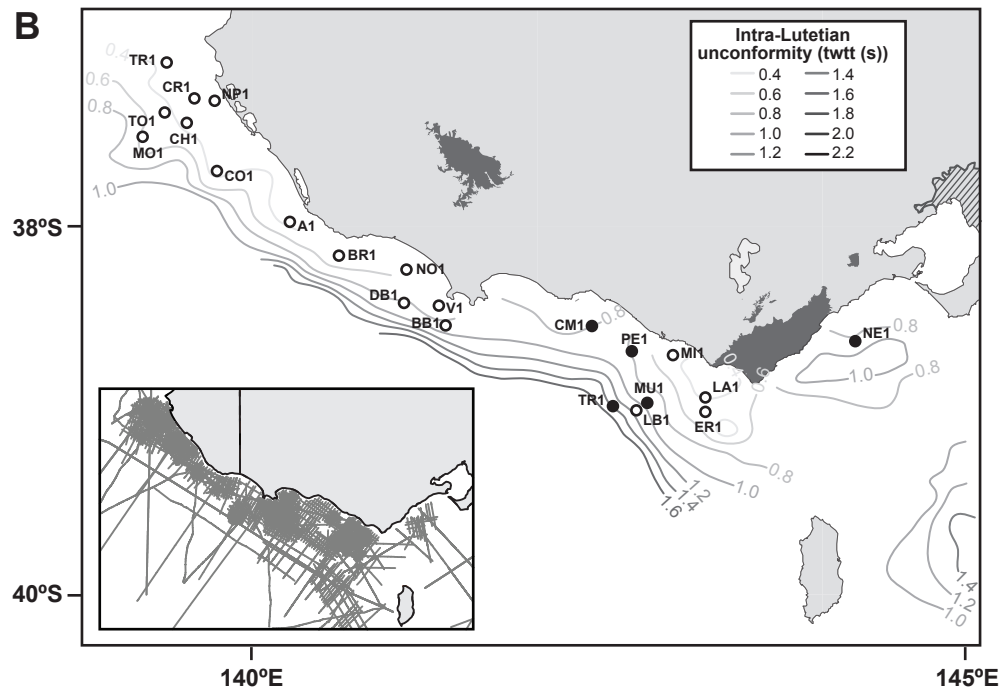 B
Intra-Lutetian
unconformity (twtt (s))
0.4 1.4
0.6 1.6
0.8 1.8
1.0 2.0
1.2 2.2
0.4
TR1
0.6
CR1
NP1
0.8
TO1
CH1
MO1
CO1
1.0
38ºS
A1
BR1
NO1
DB1
V1
BB1
CM1
0.8
PE1
MI1
NE1
0.8
0.6
1.0
0.8
TR1
MU1
LA1
LB1
ER1
0.8
1.0
1.2
1.4
1.6
1.4
1.2
1.0
40ºS
140ºE
145ºE